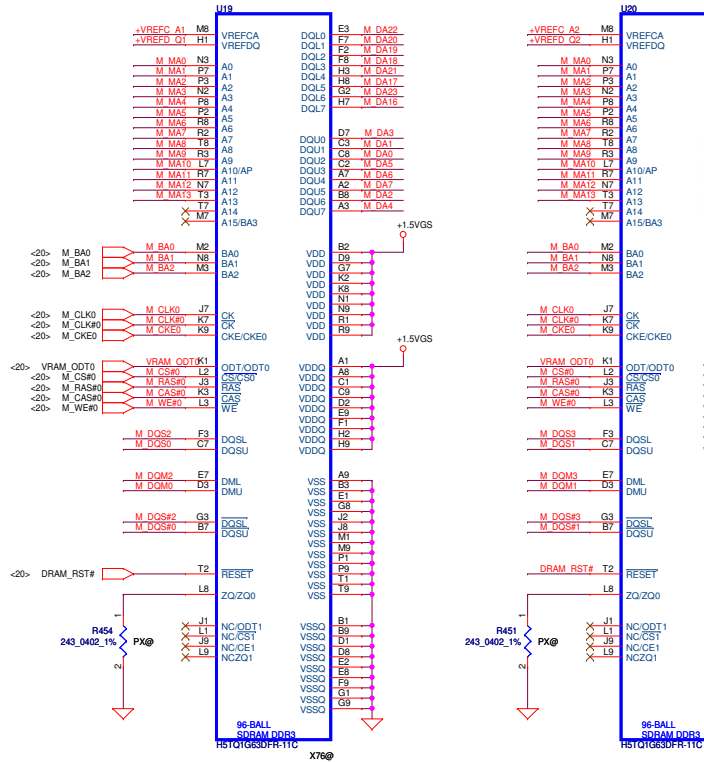 U19
U20
+VREFC_A1 M8 VREFCA
+VREFD_Q1 H1 VREFDQ
M_MA0 N3 A0
M_MA1 P7 A1
M_MA2 P3 A2
M_MA3 N2 A3
M_MA4 P8 A4
M_MA5 P2 A5
M_MA6 R8 A6
M_MA7 R2 A7
M_MA8 T8 A8
M_MA9 R3 A9
M_MA10 L7 A10/AP
M_MA11 R7 A11
M_MA12 N7 A12
M_MA13 T3 A13
T7 A14
M7 A15/BA3
<20> M_BA0 M_BA0 M2 BA0
<20> M_BA1 M_BA1 N8 BA1
<20> M_BA2 M_BA2 M3 BA2
<20> M_CLK0 M_CLK0 J7 CK
<20> M_CLK#0 M_CLK#0 K7 CK
<20> M_CKE0 M_CKE0 K9 CKE/CKE0
<20> VRAM_ODT0 VRAM_ODT0 K1 ODT/ODT0
<20> M_CS#0 M_CS#0 L2 CS/CS0
<20> M_RAS#0 M_RAS#0 J3 RAS
<20> M_CAS#0 M_CAS#0 K3 CAS
<20> M_WE#0 M_WE#0 L3 WE
M_DQS2 F3 DQSL
M_DQS0 C7 DQSU
M_DQM2 E7 DML
M_DQM0 D3 DMU
M_DQS#2 G3 DQSL
M_DQS#0 B7 DQSU
<20> DRAM_RST# T2 RESET
L8 ZQ/ZQ0
1
R454
243_0402_1% PX@
2
J1 NC/ODT1
L1 NC/CS1
J9 NC/CE1
L9 NCZQ1
DQL0 E3 M_DA22
DQL1 F7 M_DA20
DQL2 F2 M_DA19
DQL3 F8 M_DA18
DQL4 H3 M_DA21
DQL5 H8 M_DA17
DQL6 G2 M_DA23
DQL7 H7 M_DA16
DQU0 D7 M_DA3
DQU1 C3 M_DA1
DQU2 C8 M_DA0
DQU3 C2 M_DA5
DQU4 A7 M_DA6
DQU5 A2 M_DA7
DQU6 B8 M_DA2
DQU7 A3 M_DA4
+1.5VGS
VDD B2
VDD D9
VDD G7
VDD K2
VDD K8
VDD N1
VDD N9
VDD R1
VDD R9
+1.5VGS
VDDQ A1
VDDQ A8
VDDQ C1
VDDQ C9
VDDQ D2
VDDQ E9
VDDQ F1
VDDQ H2
VDDQ H9
VSS A9
VSS B3
VSS E1
VSS G8
VSS J2
VSS J8
VSS M1
VSS M9
VSS P1
VSS P9
VSS T1
VSS T9
VSSQ B1
VSSQ B9
VSSQ D1
VSSQ D8
VSSQ E2
VSSQ E8
VSSQ F9
VSSQ G1
VSSQ G9
96-BALL
SDRAM DDR3
H5TQ1G63DFR-11C
X76@
+VREFC_A2 M8 VREFCA
+VREFD_Q2 H1 VREFDQ
M_MA0 N3 A0
M_MA1 P7 A1
M_MA2 P3 A2
M_MA3 N2 A3
M_MA4 P8 A4
M_MA5 P2 A5
M_MA6 R8 A6
M_MA7 R2 A7
M_MA8 T8 A8
M_MA9 R3 A9
M_MA10 L7 A10/AP
M_MA11 R7 A11
M_MA12 N7 A12
M_MA13 T3 A13
T7 A14
M7 A15/BA3
M_BA0 M2 BA0
M_BA1 N8 BA1
M_BA2 M3 BA2
M_CLK0 J7 CK
M_CLK#0 K7 CK
M_CKE0 K9 CKE/CKE0
VRAM_ODT0 K1 ODT/ODT0
M_CS#0 L2 CS/CS0
M_RAS#0 J3 RAS
M_CAS#0 K3 CAS
M_WE#0 L3 WE
M_DQS3 F3 DQSL
M_DQS1 C7 DQSU
M_DQM3 E7 DML
M_DQM1 D3 DMU
M_DQS#3 G3 DQSL
M_DQS#1 B7 DQSU
DRAM_RST# T2 RESET
L8 ZQ/ZQ0
1
R451
243_0402_1% PX@
2
J1 NC/ODT1
L1 NC/CS1
J9 NC/CE1
L9 NCZQ1
96-BALL
SDRAM DDR3
H5TQ1G63DFR-11C